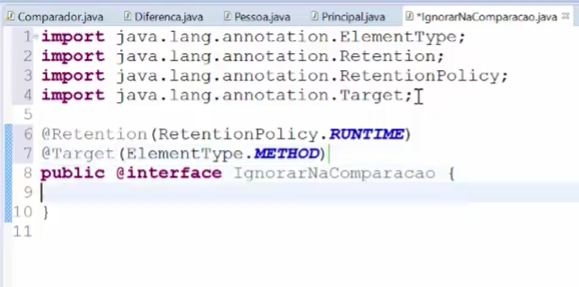 Comparador.java Diferenca.java Pessoa.java Principal.java *IgnorarNaComparacao.java
1 import java.lang.annotation.ElementType;
2 import java.lang.annotation.Retention;
3 import java.lang.annotation.RetentionPolicy;
4 import java.lang.annotation.Target;
5
6 @Retention(RetentionPolicy.RUNTIME)
7 @Target(ElementType.METHOD)
8 public @interface IgnorarNaComparacao {
9
10 }
11